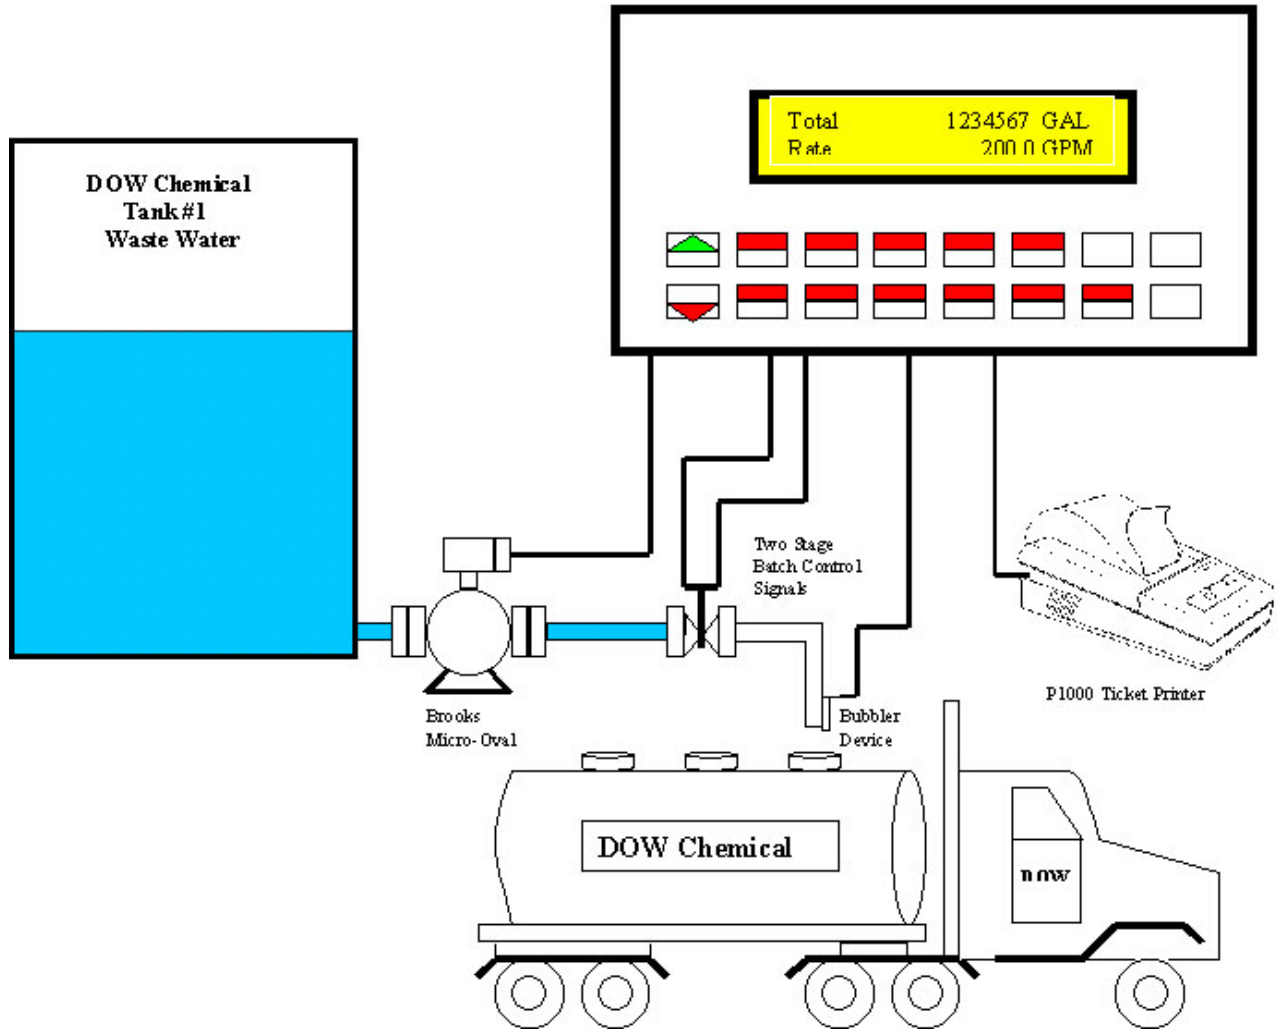 Total 1234567 GAL
Rate 200.0 GPM
DOW Chemical
Tank #1
Waste Water
Two Stage
Batch Control
Signals
P1000 Ticket Printer
Brooks
Micro-Oval
Bubbler
Device
DOW Chemical
DOW